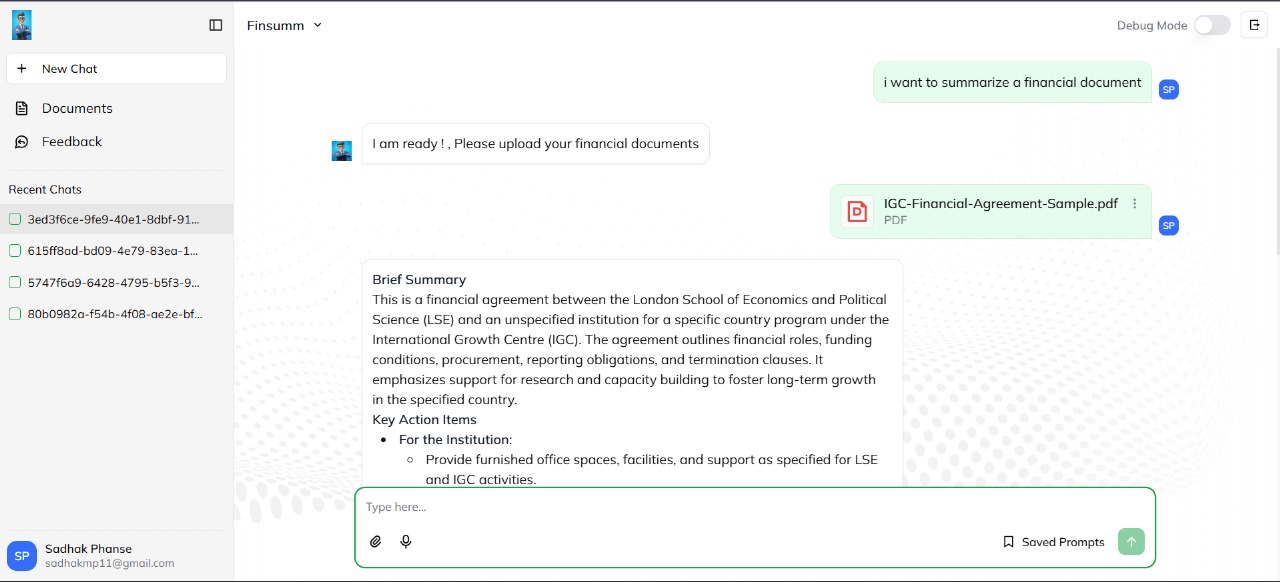 Finsumm
Debug Mode
New Chat
Documents
Feedback
Recent Chats
3ed3f6ce-9fe9-40e1-8dbf-91...
615ff8ad-bd09-4e79-83ea-1...
5747f6a9-6428-4795-b5f3-9...
80b0982a-f54b-4f08-ae2e-bf...
SP
Sadhak Phanse
sadhakmp11@gmail.com
i want to summarize a financial document
SP
I am ready ! , Please upload your financial documents
IGC-Financial-Agreement-Sample.pdf
PDF
SP
Brief Summary
This is a financial agreement between the London School of Economics and Political
Science (LSE) and an unspecified institution for a specific country program under the
International Growth Centre (IGC). The agreement outlines financial roles, funding
conditions, procurement, reporting obligations, and termination clauses. It
emphasizes support for research and capacity building to foster long-term growth
in the specified country.
Key Action Items
• For the Institution:
◦ Provide furnished office spaces, facilities, and support as specified for LSE
and IGC activities.
Type here...
Saved Prompts